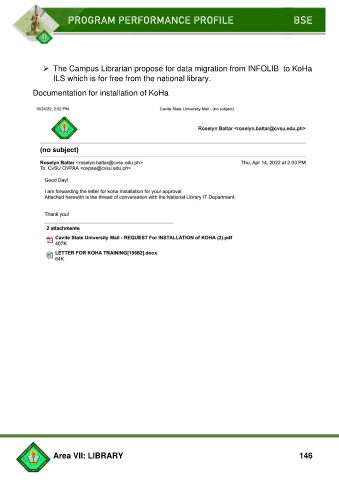 PROGRAM PERFORMANCE PROFILE BSE
➢ The Campus Librarian propose for data migration from INFOLIB to KoHa
ILS which is for free from the national library.
Documentation for installation of KoHa
10/24/22, 2:52 PM Cavite State University Mail - (no subject)
Roselyn Baltar <roselyn.baltar@cvsu.edu.ph>
(no subject)
Roselyn Baltar <roselyn.baltar@cvsu.edu.ph> Thu, Apr 14, 2022 at 2:03 PM
To: CvSU OVPAA <ovpaa@cvsu.edu.ph>
Good Day!
I am forwarding the letter for koha Installation for your approval.
Attached herewith is the thread of conversation with the National Library IT Department.
Thank you!
2 attachments
Cavite State University Mail - REQUEST For INSTALLATION of KOHA (2).pdf
407K
LETTER FOR KOHA TRAINING[15682].docx
64K
Area VII: LIBRARY 146